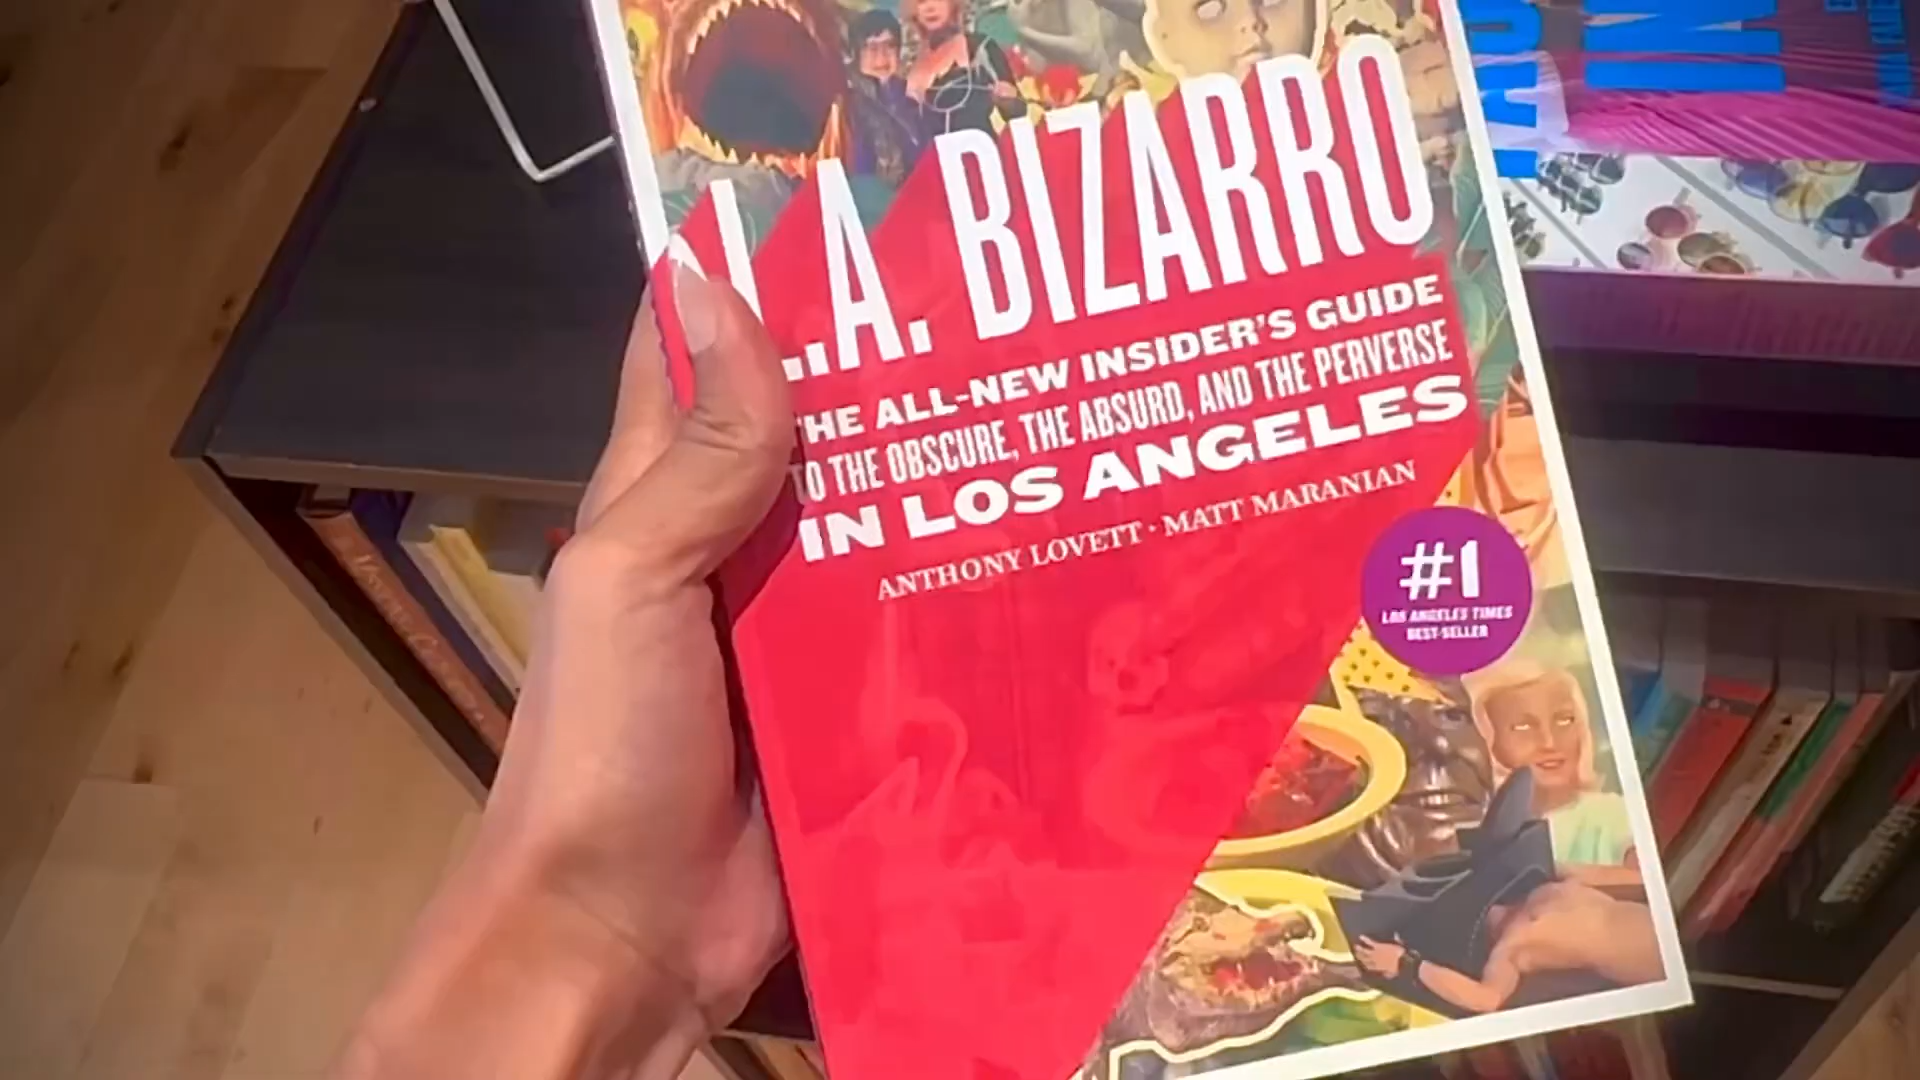 L.A. BIZARRO
THE ALL-NEW INSIDER'S GUIDE
TO THE OBSCURE, THE ABSURD, AND THE PERVERSE
IN LOS ANGELES
ANTHONY LOVETT · MATT MARANIAN
#1
LOS ANGELES TIMES
BEST-SELLER